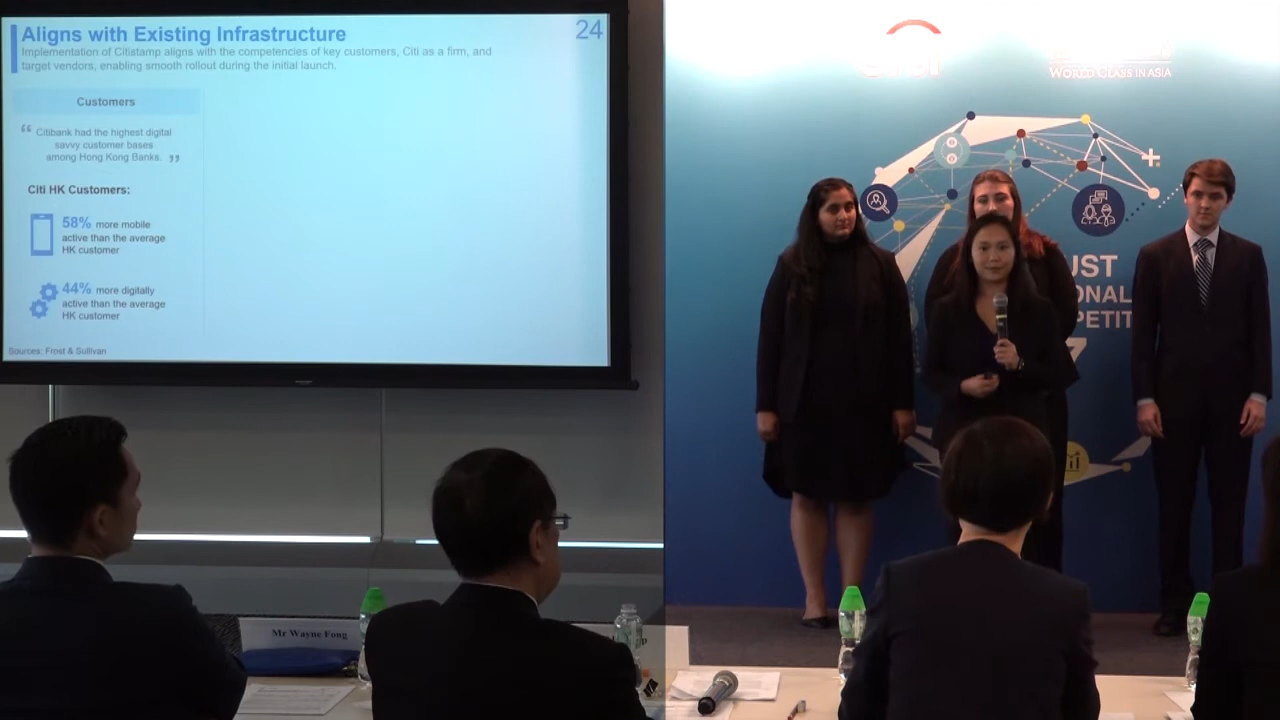 Aligns with Existing Infrastructure
24
Implementation of Citistamp aligns with the competencies of key customers, Citi as a firm, and
target vendors, enabling smooth rollout during the initial launch.
Customers
“ Citibank had the highest digital
savvy customer bases
among Hong Kong Banks. ”
Citi HK Customers:
58% more mobile
active than the average
HK customer
44% more digitally
active than the average
HK customer
Sources: Frost & Sullivan
WORLD CLASS IN ASIA
UST
ONAL
PETIT
7
Mr Wayne Fong